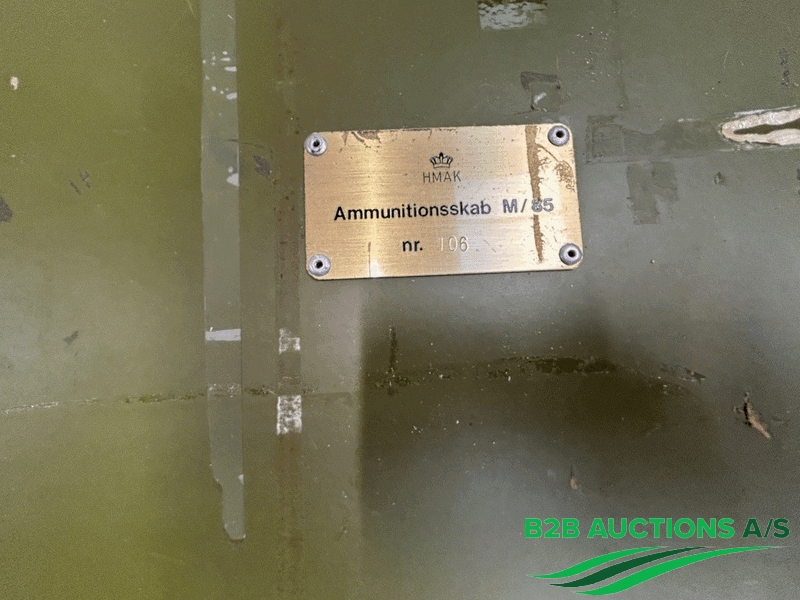 HMAK
Ammunitionsskab M/85
nr. 106
B2B AUCTIONS A/S